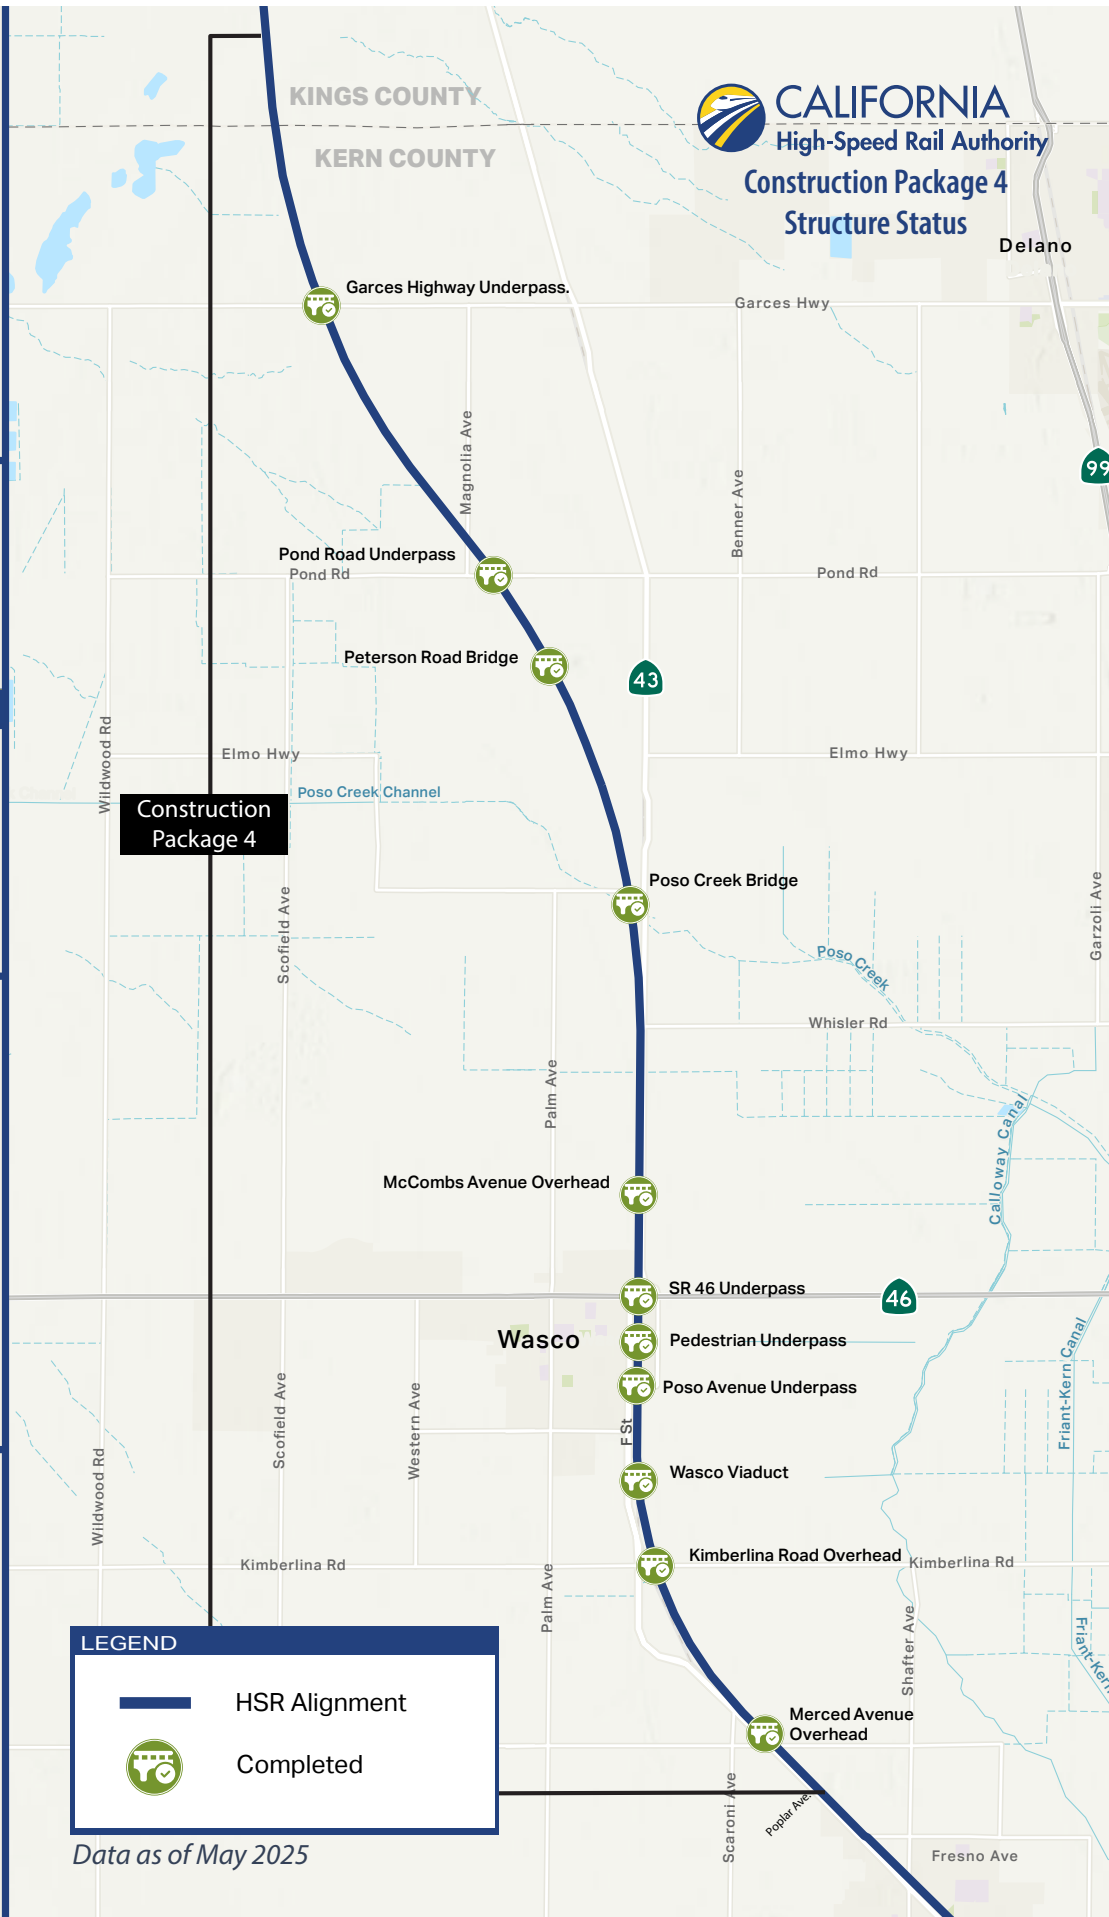 KINGS COUNTY
KERN COUNTY
CALIFORNIA
High-Speed Rail Authority
Construction Package 4
Structure Status
Delano
Garces Highway Underpass.
Garces Hwy
Magnolia Ave
Benner Ave
99
Pond Road Underpass
Pond Rd
Pond Rd
Peterson Road Bridge
43
Wildwood Rd
Elmo Hwy
Elmo Hwy
Poso Creek Channel
Construction
Package 4
Poso Creek Bridge
Scofield Ave
Garzoli Ave
Poso Creek
Whisler Rd
Palm Ave
Calloway Canal
McCombs Avenue Overhead
SR 46 Underpass
46
Wasco
Pedestrian Underpass
Friant-Kern Canal
Poso Avenue Underpass
Scofield Ave
Western Ave
F St
Wildwood Rd
Wasco Viaduct
Kimberlina Road Overhead
Kimberlina Rd
Kimberlina Rd
Palm Ave
Shafter Ave
Friant-Kern
LEGEND
HSR Alignment
Completed
Merced Avenue
Overhead
Scaroni Ave
Poplar Ave.
Fresno Ave
Data as of May 2025